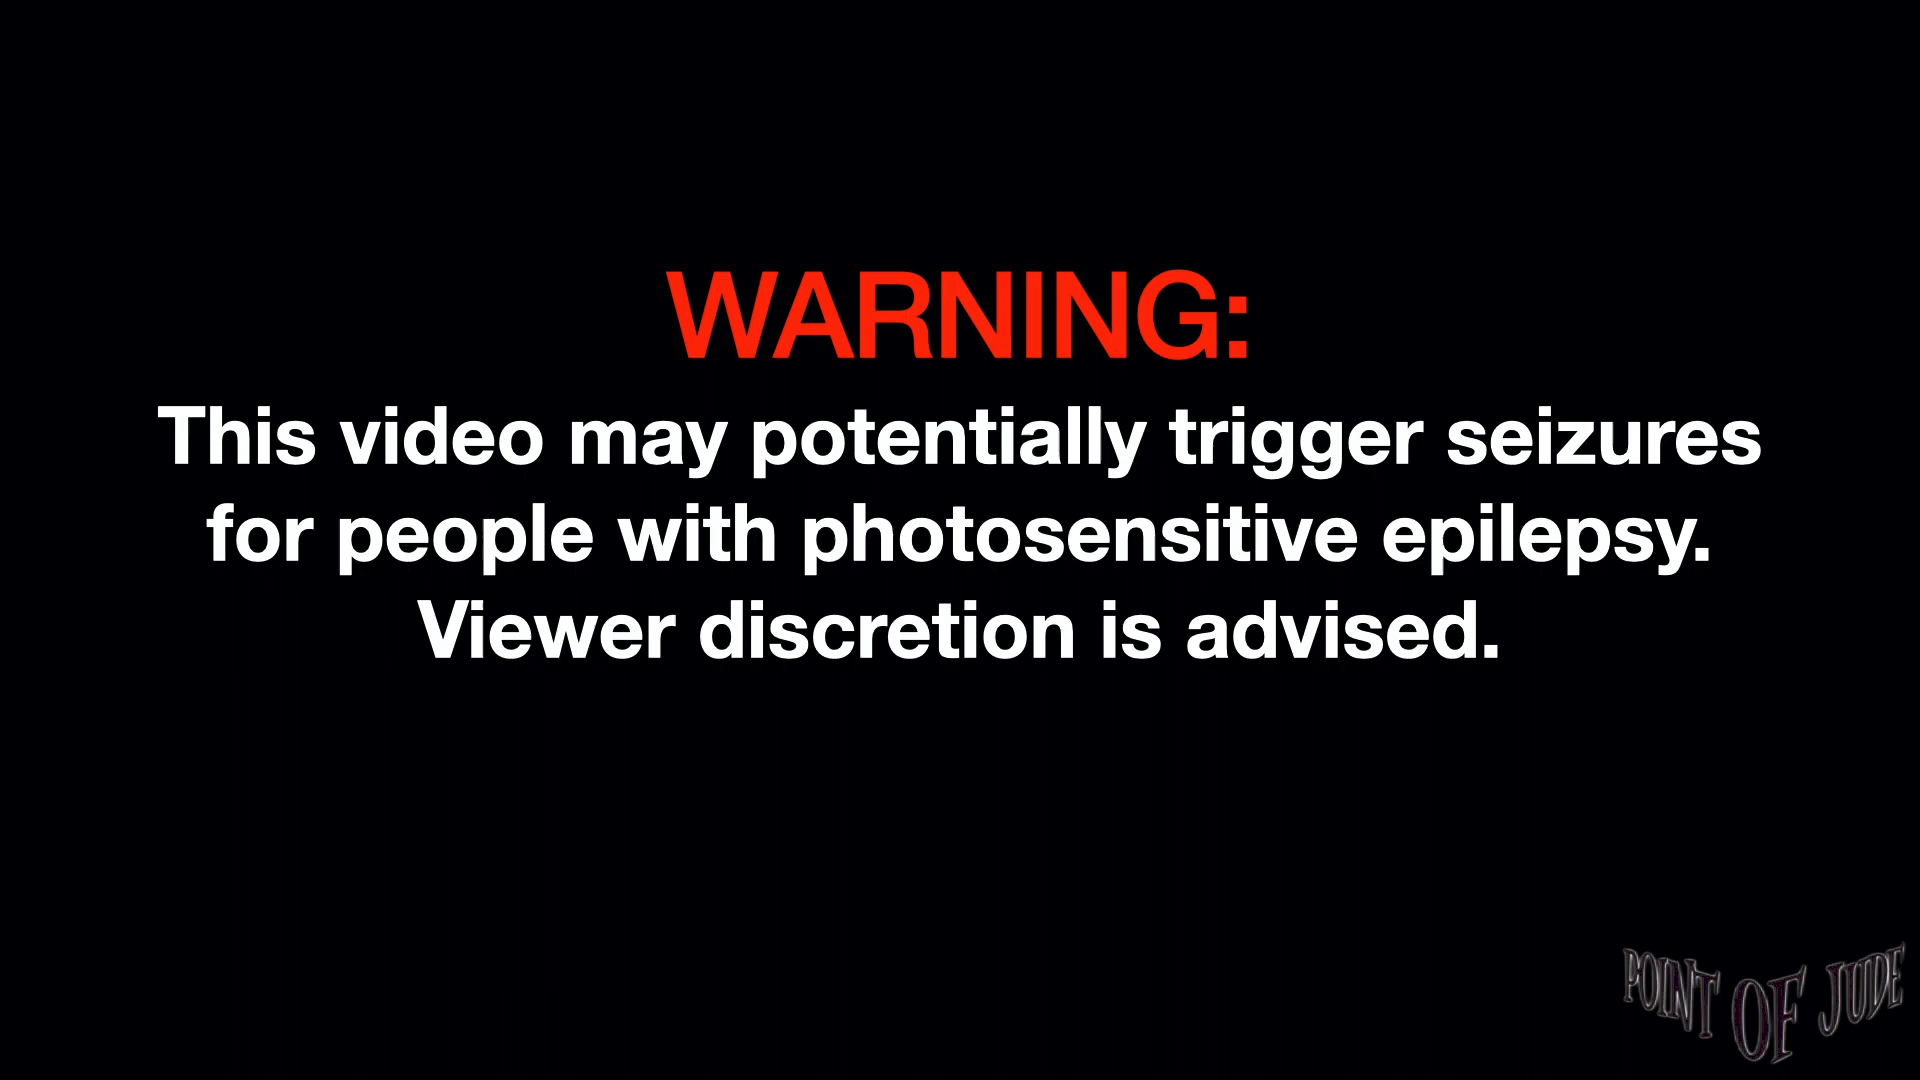 WARNING:
This video may potentially trigger seizures
for people with photosensitive epilepsy.
Viewer discretion is advised.
POINT OF JUDE